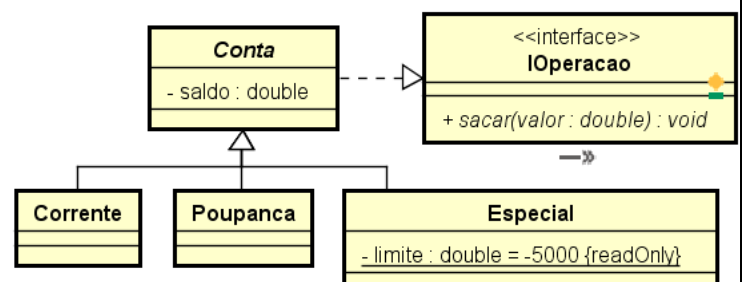 Conta
- saldo : double
<<interface>>
IOperacao
+ sacar(valor : double) : void
Corrente
Poupanca
Especial
- limite : double = -5000 {readOnly}